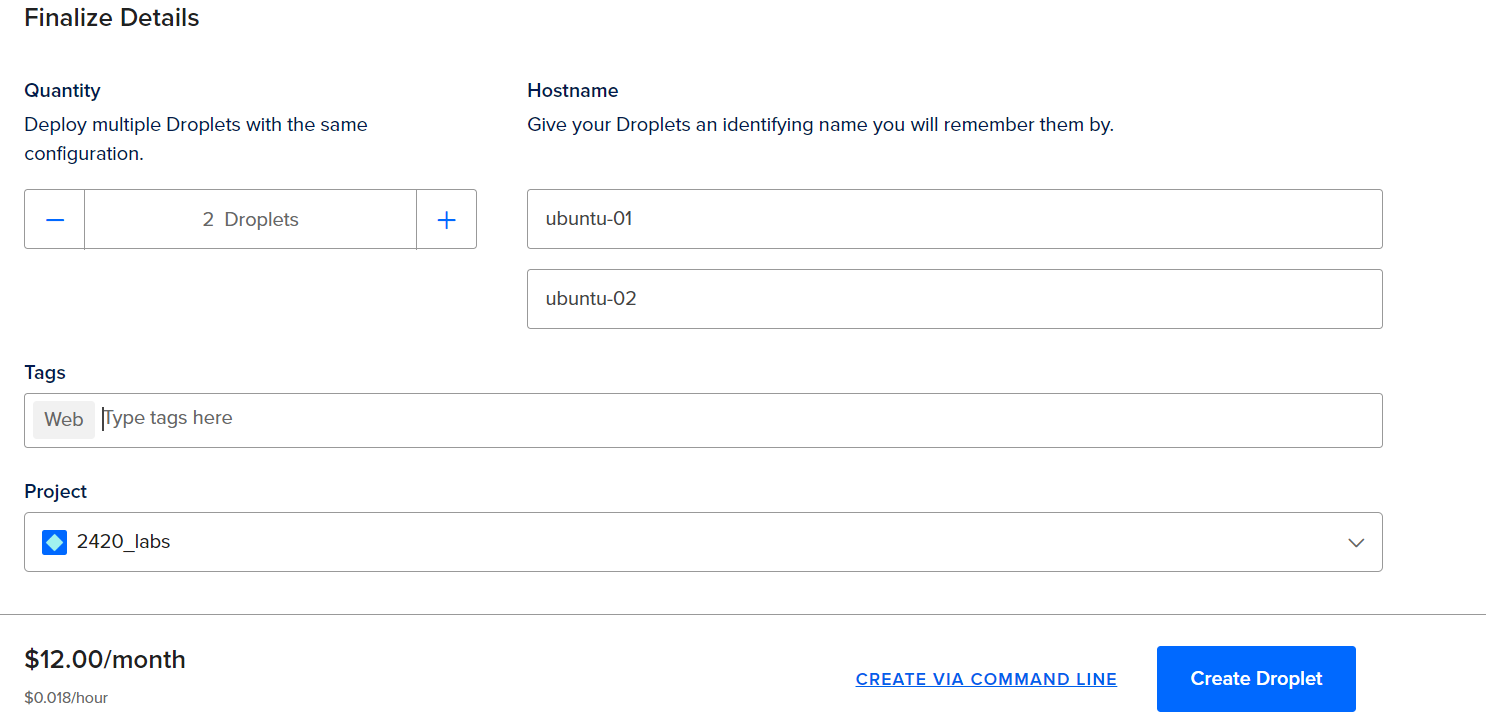 Finalize Details
Quantity
Deploy multiple Droplets with the same
configuration.
2 Droplets
Hostname
Give your Droplets an identifying name you will remember them by.
ubuntu-01
ubuntu-02
Tags
Web Type tags here
Project
2420_labs
$12.00/month
$0.018/hour
CREATE VIA COMMAND LINE
Create Droplet